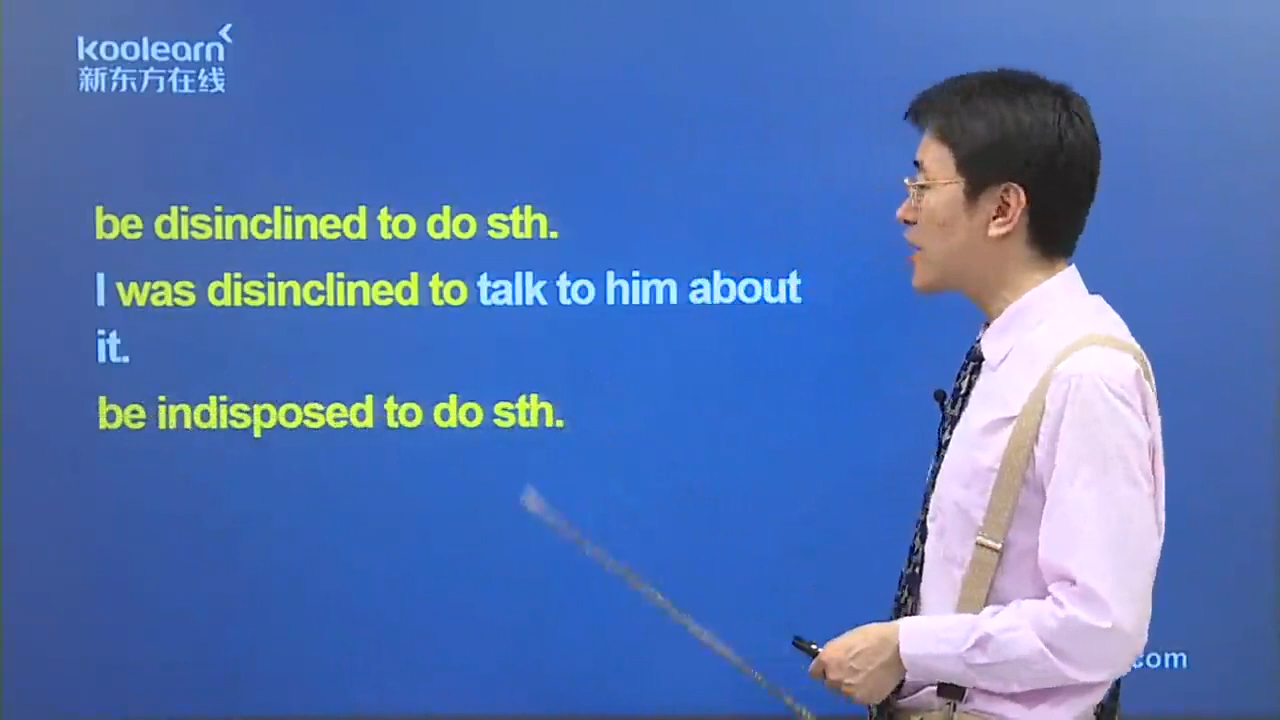 koolearn
新东方在线
be disinclined to do sth.
I was disinclined to talk to him about
it.
be indisposed to do sth.
.com